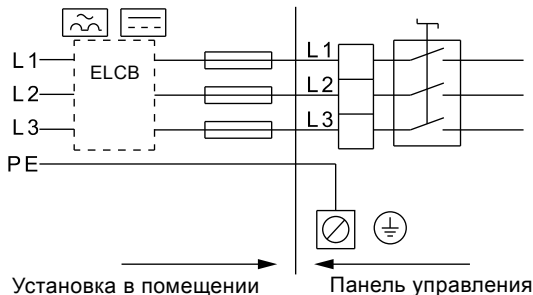 L1
L2
L3
PE
ELCB
L1
L2
L3
Установка в помещении
Панель управления